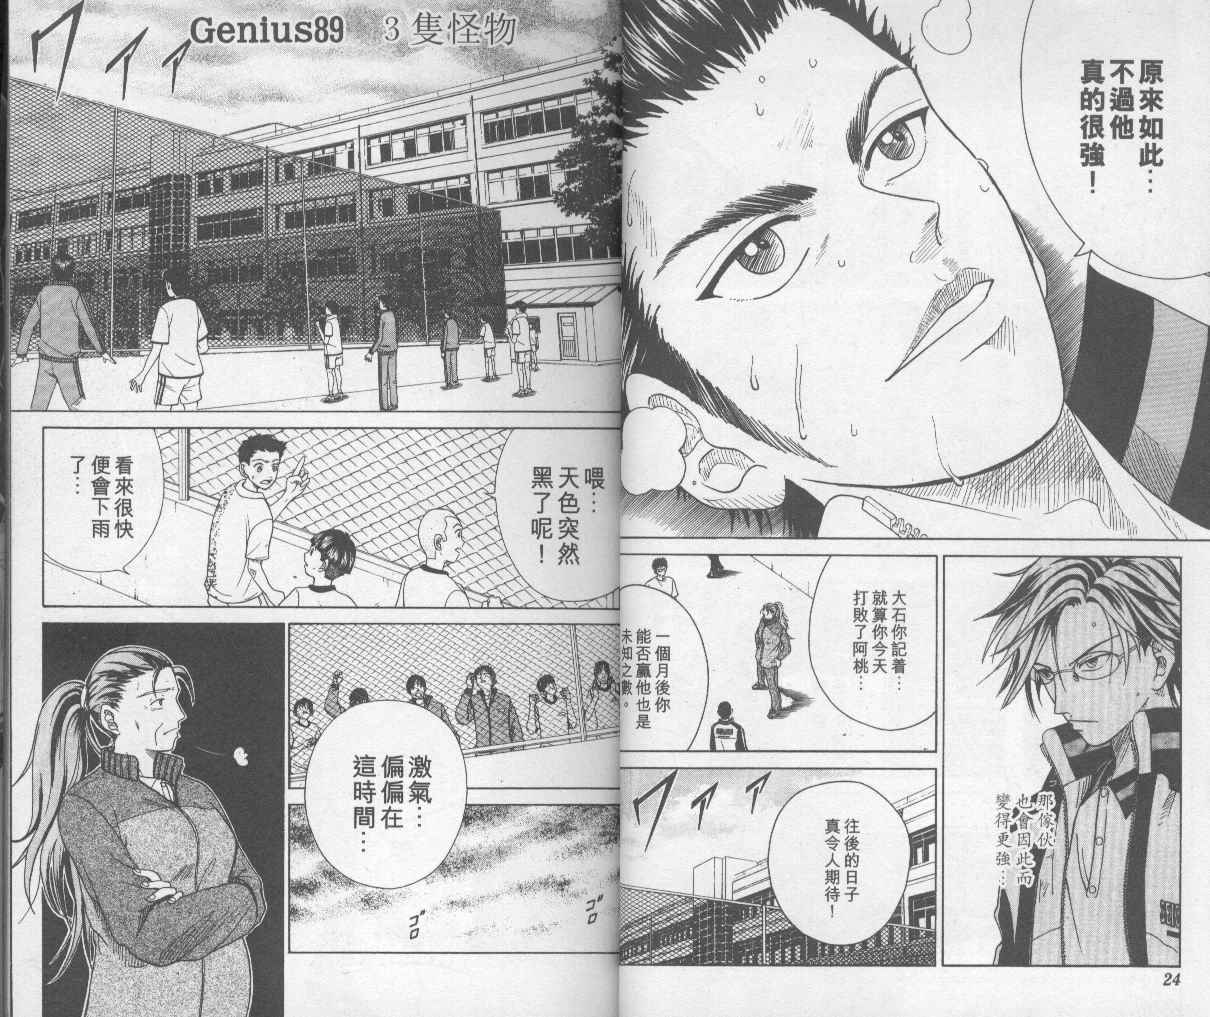 原來如此…
不過他
真的很強！
那傢伙
也會因此而
變得更強…
大石你記着…
就算你今天
打敗了阿桃…
一個月後你
能否贏他也是
未知之數。
往後的日子
真令人期待！
24
Genius89 3隻怪物
喂…
天色突然
黑了呢！
看來很快
便會下雨
了…
激氣…
偏偏在
這時間…
ゴロ
ゴロ